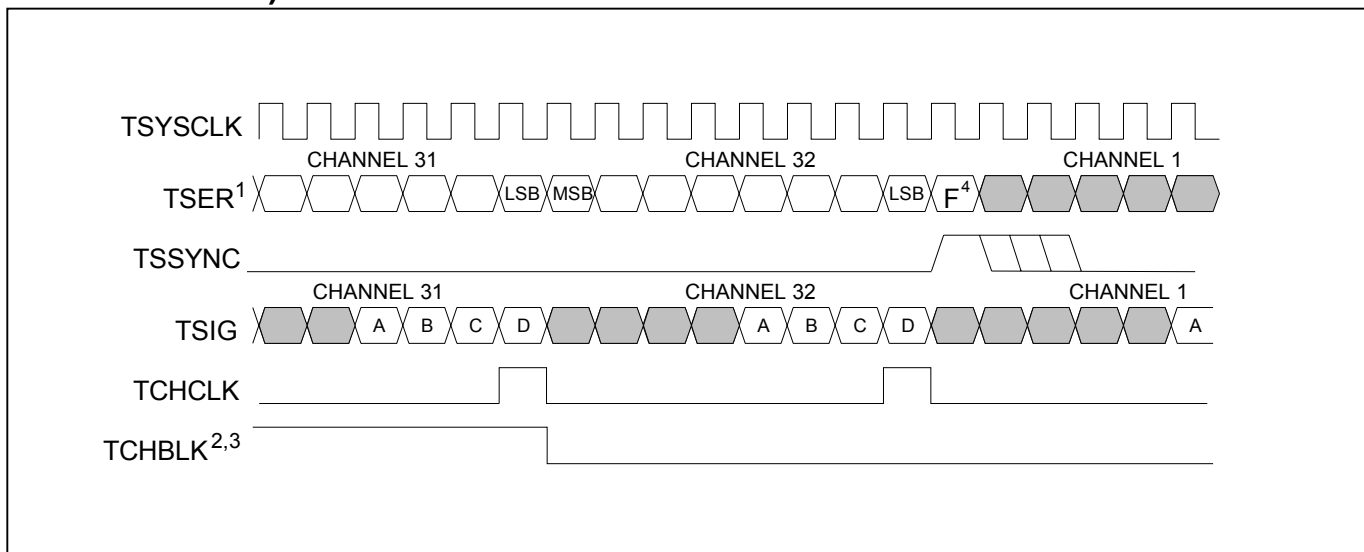 TSYSCLK
CHANNEL 31 CHANNEL 32 CHANNEL 1
TSER1 LSB MSB LSB F4
TSSYNC
CHANNEL 31 CHANNEL 32 CHANNEL 1
TSIG A B C D A B C D A
TCHCLK
TCHBLK2,3